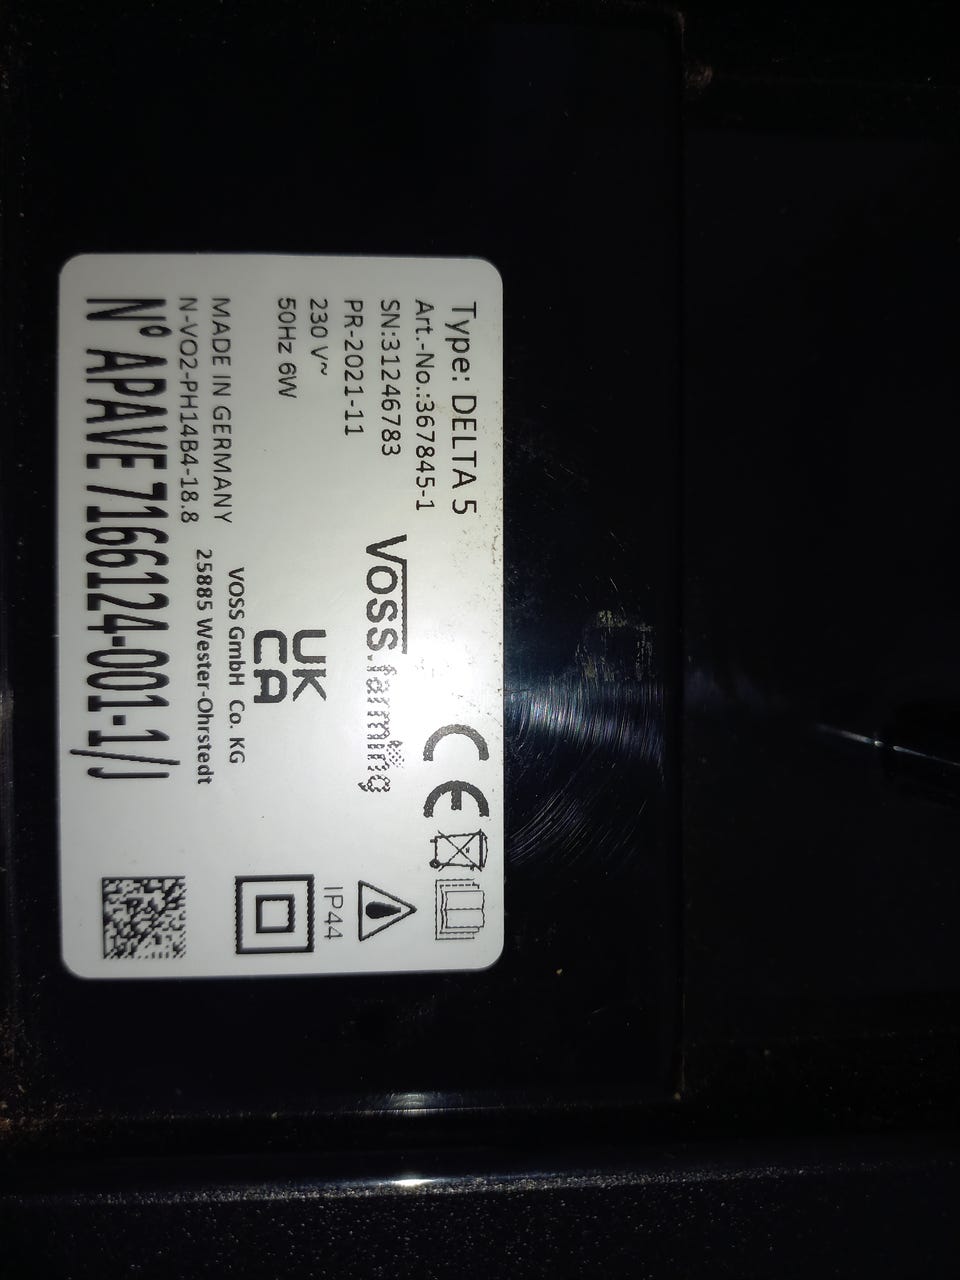 Type: DELTA 5
Art.-No.:367845-1
SN:31246783
PR-2021-11
230 V~
50Hz 6W
VOSS.farming
CE
UK
CA
IP44
MADE IN GERMANY
N-VO2-PH14B4-18.8
VOSS GmbH Co. KG
25885 Wester-Ohrstedt
N° APAVE 716124-001-1/J